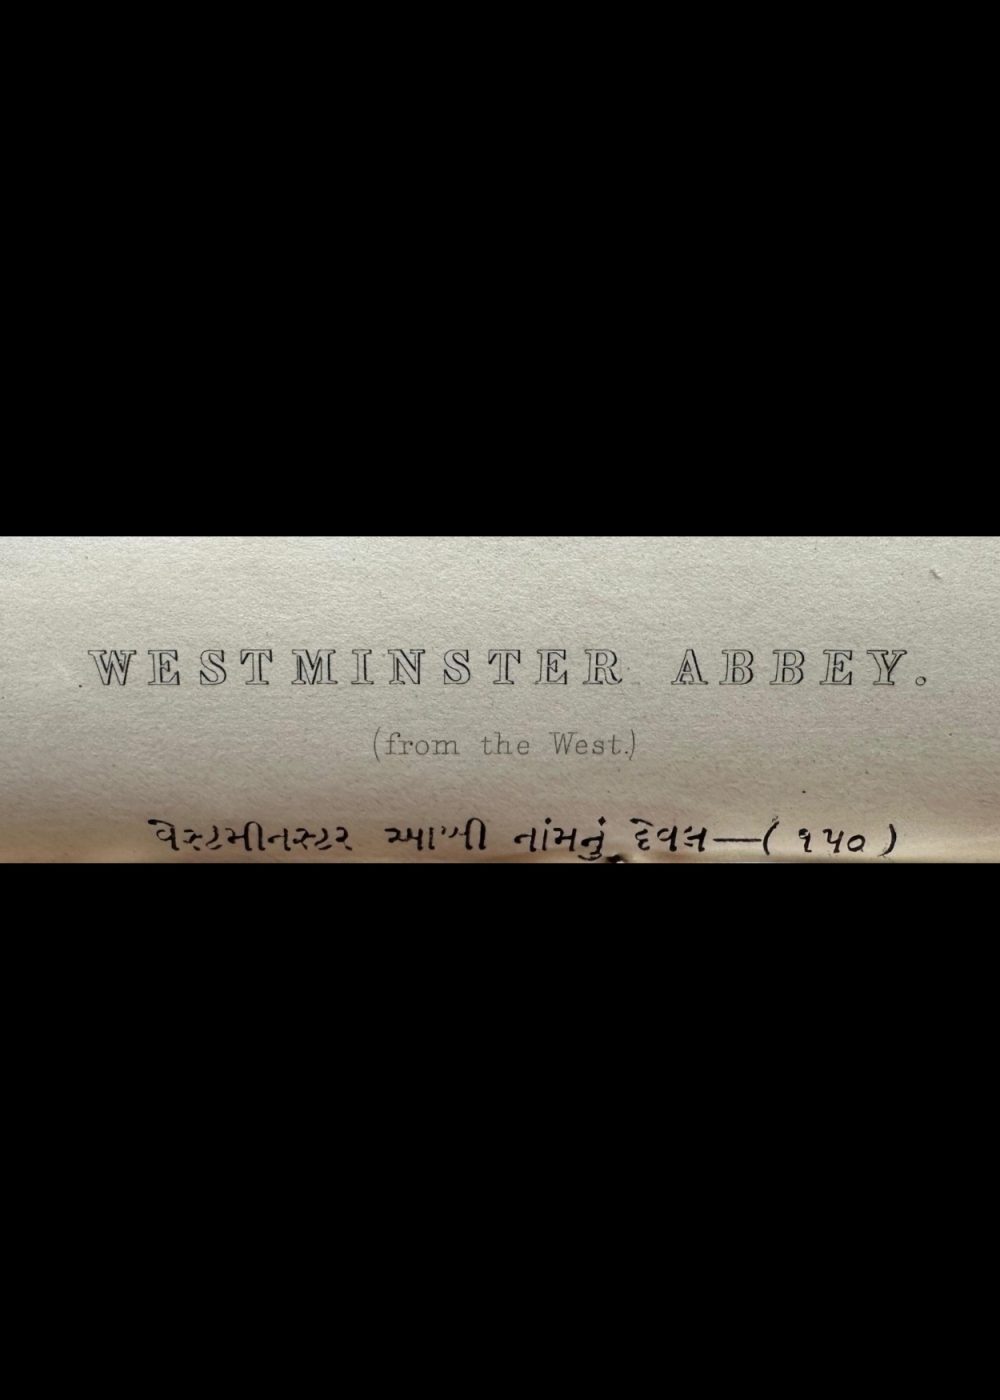 WESTMINSTER ABBEY.
(from the West.)
વેસ્ટમીનસ્ટર આબી નાંમનું દેવલ—(૧૫૦)